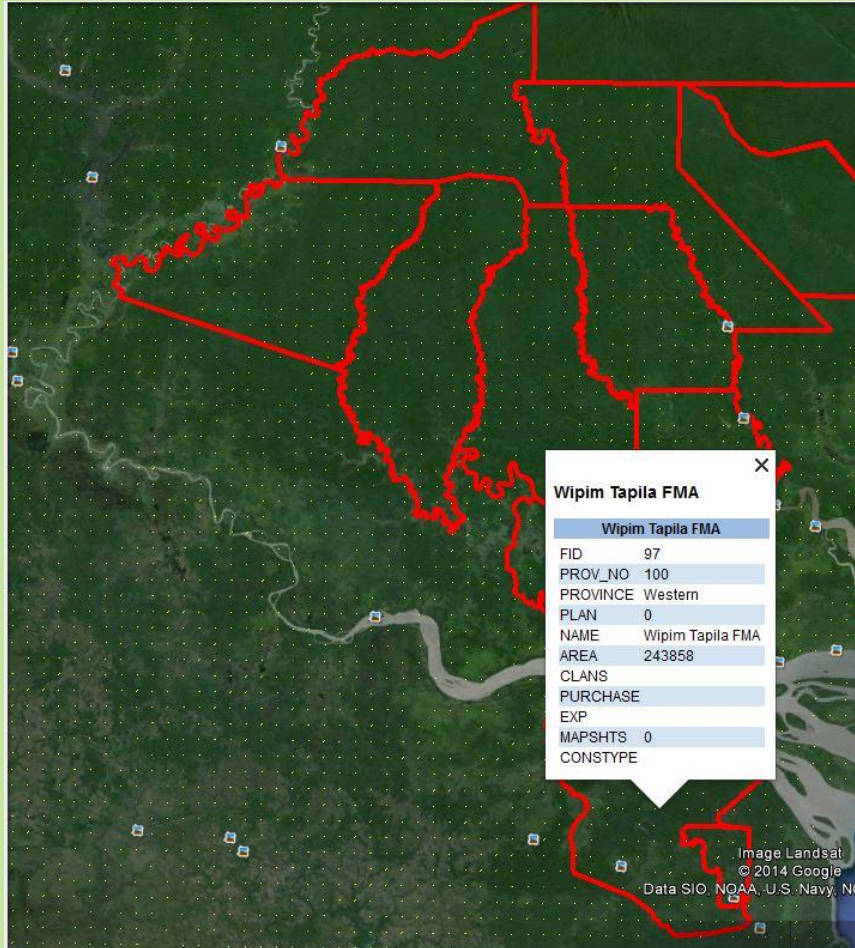 Wipim Tapila FMA
Wipim Tapila FMA
FID 97
PROV_NO 100
PROVINCE Western
PLAN 0
NAME Wipim Tapila FMA
AREA 243858
CLANS
PURCHASE
EXP
MAPSHTS 0
CONSTYPE
Image Landsat
© 2014 Google
Data SIO, NOAA, U.S. Navy,